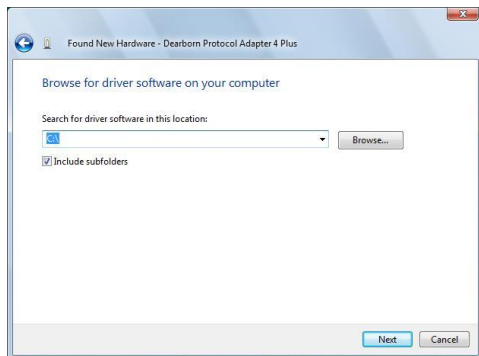 Found New Hardware - Dearborn Protocol Adapter 4 Plus
Browse for driver software on your computer
Search for driver software in this location:
C:\
Browse...
Include subfolders
Next
Cancel